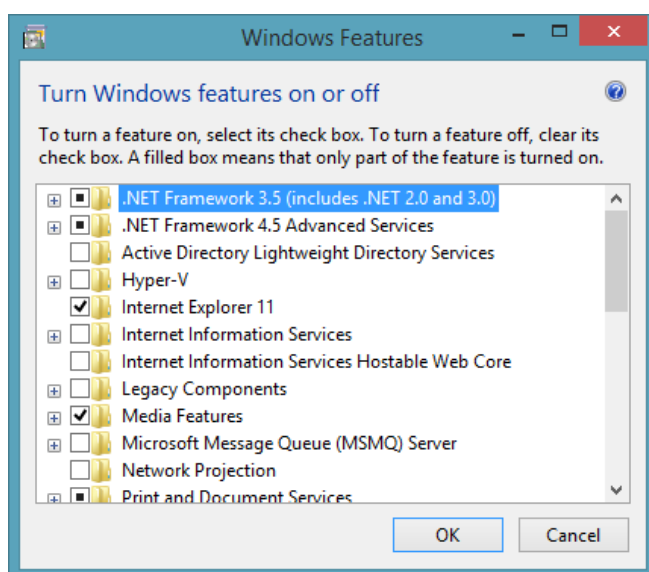 Windows Features
Turn Windows features on or off
To turn a feature on, select its check box. To turn a feature off, clear its
check box. A filled box means that only part of the feature is turned on.
.NET Framework 3.5 (includes .NET 2.0 and 3.0)
.NET Framework 4.5 Advanced Services
Active Directory Lightweight Directory Services
Hyper-V
Internet Explorer 11
Internet Information Services
Internet Information Services Hostable Web Core
Legacy Components
Media Features
Microsoft Message Queue (MSMQ) Server
Network Projection
Print and Document Services
OK Cancel